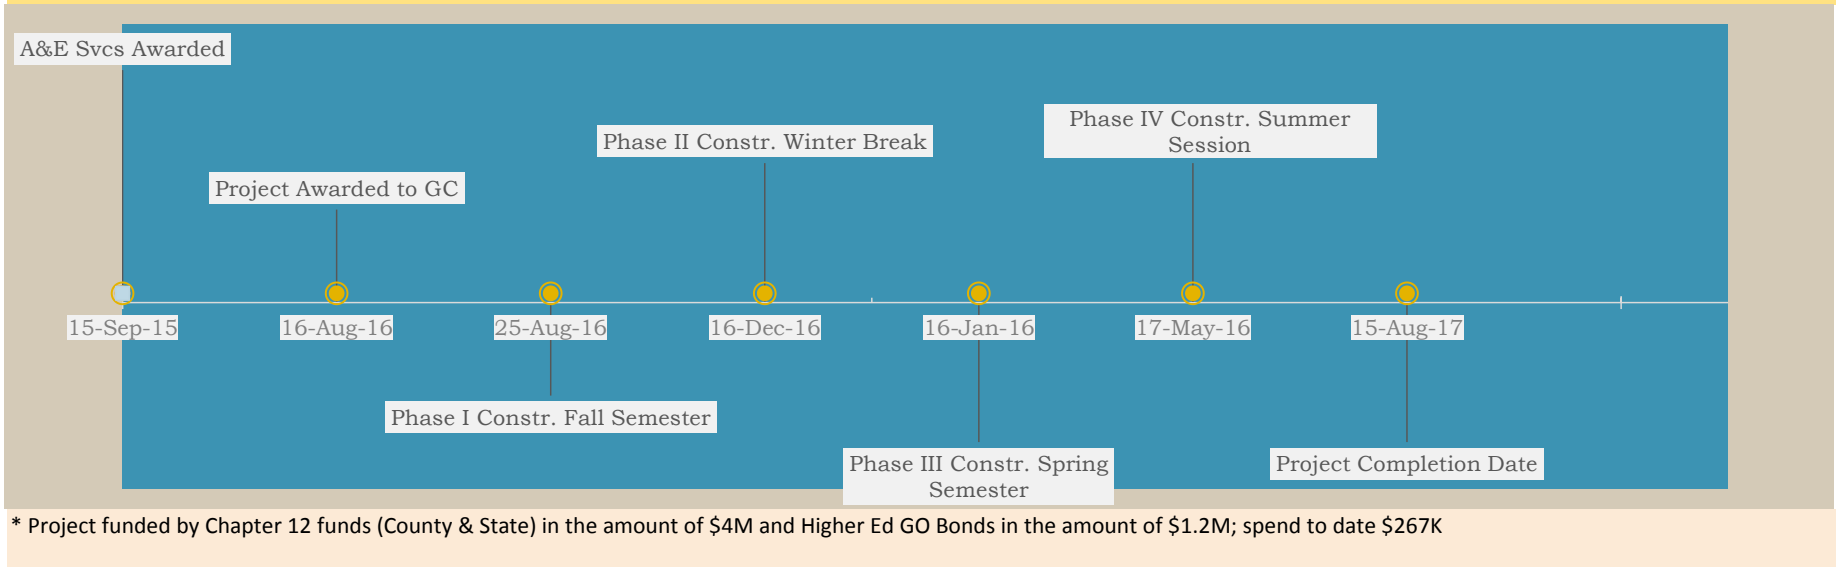 A&E Svcs Awarded
Phase IV Constr. Summer
Session
Phase II Constr. Winter Break
Project Awarded to GC
15-Sep-15
16-Aug-16
25-Aug-16
16-Dec-16
16-Jan-16
17-May-16
15-Aug-17
Phase I Constr. Fall Semester
Phase III Constr. Spring
Semester
Project Completion Date
* Project funded by Chapter 12 funds (County & State) in the amount of $4M and Higher Ed GO Bonds in the amount of $1.2M; spend to date $267K